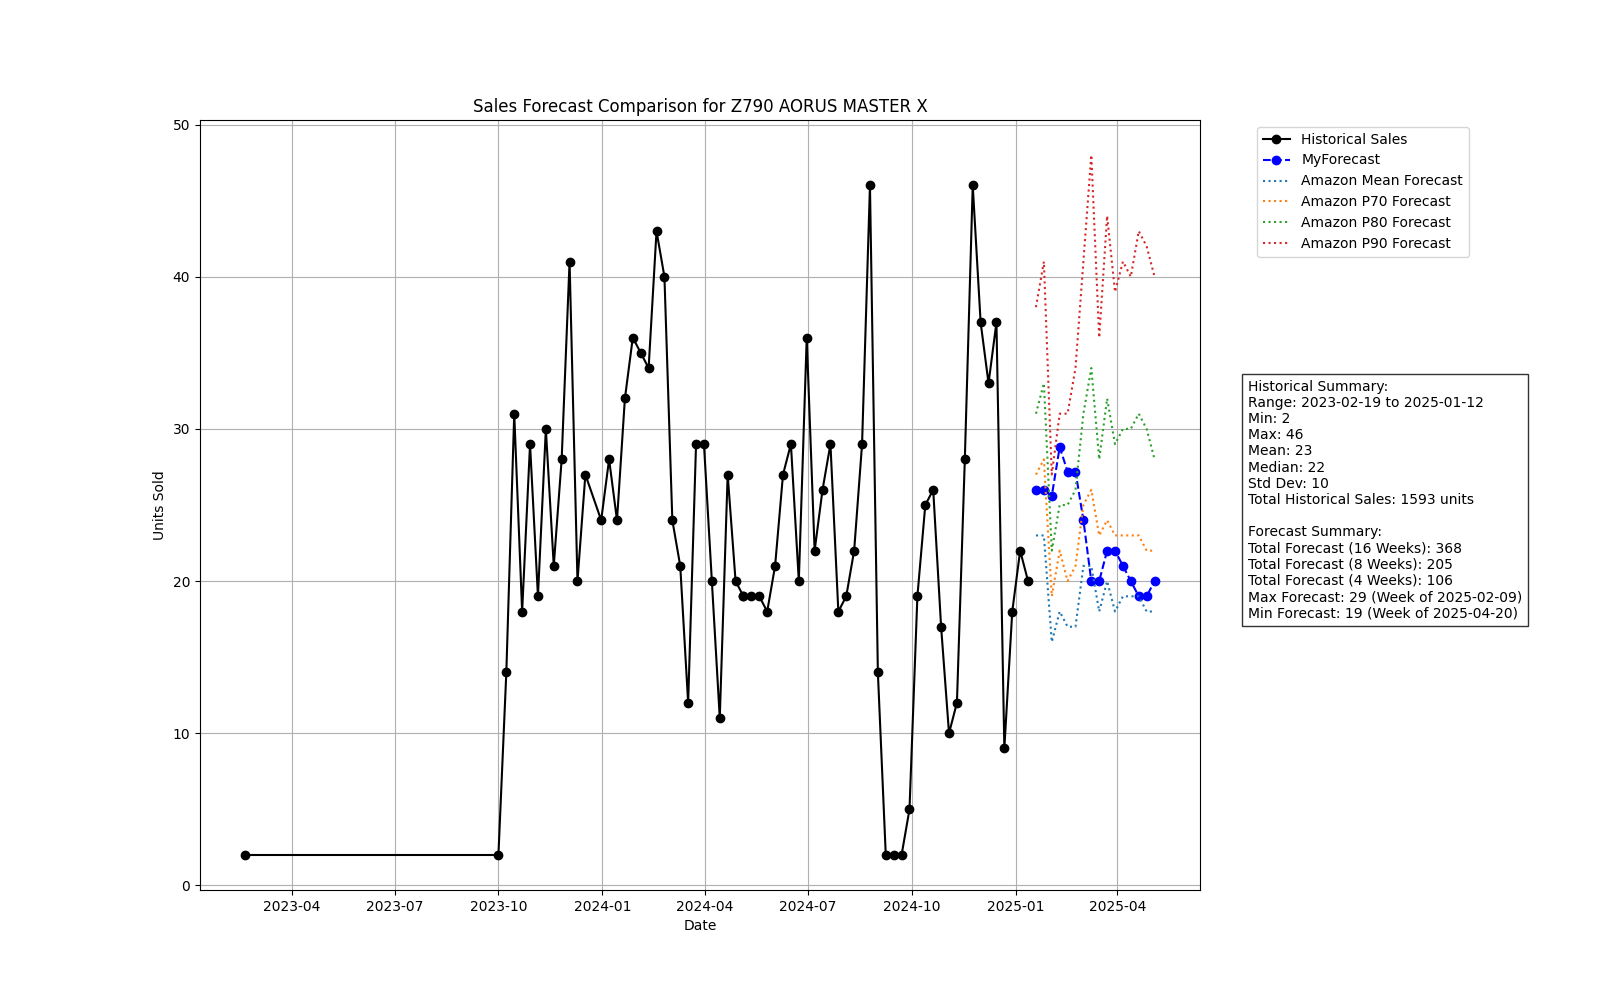 Sales Forecast Comparison for Z790 AORUS MASTER X
50
40
30
20
10
0
Units Sold
2023-04
2023-07
2023-10
2024-01
2024-04
2024-07
2024-10
2025-01
2025-04
Date
Historical Sales
MyForecast
Amazon Mean Forecast
Amazon P70 Forecast
Amazon P80 Forecast
Amazon P90 Forecast
Historical Summary:
Range: 2023-02-19 to 2025-01-12
Min: 2
Max: 46
Mean: 23
Median: 22
Std Dev: 10
Total Historical Sales: 1593 units
Forecast Summary:
Total Forecast (16 Weeks): 368
Total Forecast (8 Weeks): 205
Total Forecast (4 Weeks): 106
Max Forecast: 29 (Week of 2025-02-09)
Min Forecast: 19 (Week of 2025-04-20)